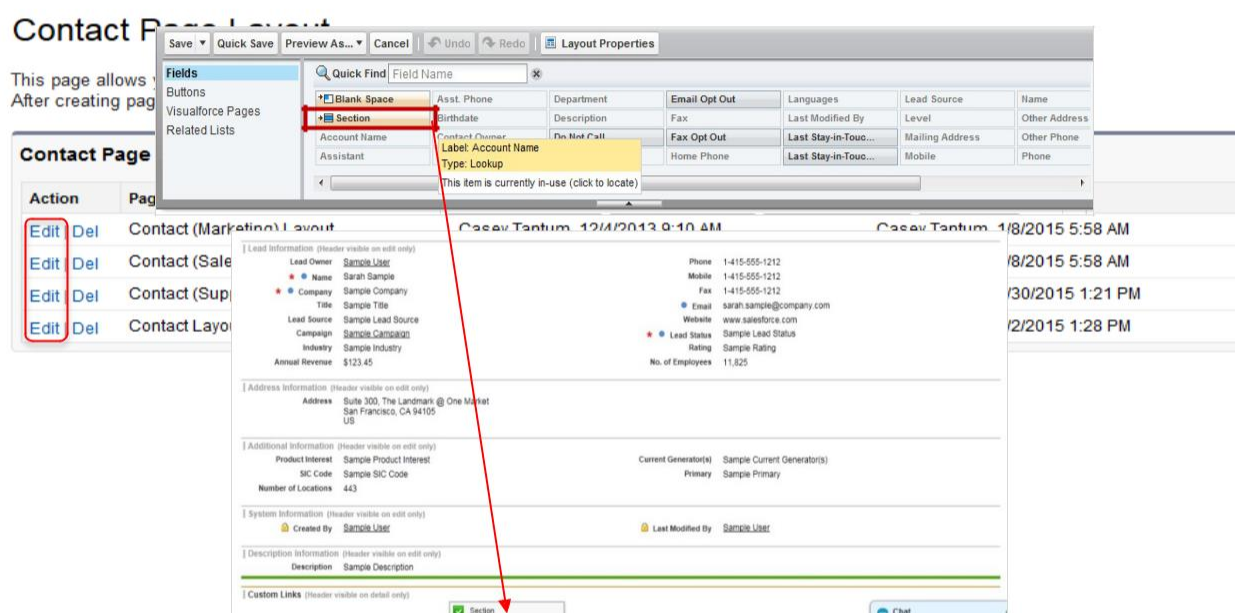 Contact Page Layout
This page allows
After creating pag
Save Quick Save Preview As... Cancel Undo Redo Layout Properties
Fields
Buttons
Visualforce Pages
Related Lists
Quick Find Field Name
Blank Space Asst. Phone Department Email Opt Out Languages Lead Source Name
Section Birthdate Description Fax Last Modified By Level Other Address
Account Name Contact Owner Do Not Call Fax Opt Out Last Stay-in-Touc... Mailing Address Other Phone
Assistant Home Phone Last Stay-in-Touc... Mobile Phone
Label: Account Name
Type: Lookup
This item is currently in-use (click to locate)
Contact Page
Action Pag
Edit | Del Contact (Marketing) Layout Casey Tantum, 12/4/2013 9:10 AM Casey Tantum, 1/8/2015 5:58 AM
Edit | Del Contact (Sale /8/2015 5:58 AM
Edit | Del Contact (Sup /30/2015 1:21 PM
Edit | Del Contact Layo /2/2015 1:28 PM
Lead Information (Header visible on edit only)
Lead Owner Sample User Phone 1-415-555-1212
* Name Sarah Sample Mobile 1-415-555-1212
* Company Sample Company Fax 1-415-555-1212
Title Sample Title Email sarah.sample@company.com
Lead Source Sample Lead Source Website www.salesforce.com
Campaign Sample Campaign * Lead Status Sample Lead Status
Industry Sample Industry Rating Sample Rating
Annual Revenue $123.45 No. of Employees 11,825
Address Information (Header visible on edit only)
Address Suite 300, The Landmark @ One Market
San Francisco, CA 94105
US
Additional Information (Header visible on edit only)
Product Interest Sample Product Interest Current Generator(s) Sample Current Generator(s)
SIC Code Sample SIC Code Primary Sample Primary
Number of Locations 443
System Information (Header visible on edit only)
Created By Sample User Last Modified By Sample User
Description Information (Header visible on edit only)
Description Sample Description
Custom Links (Header visible on detail only)
Section Chat